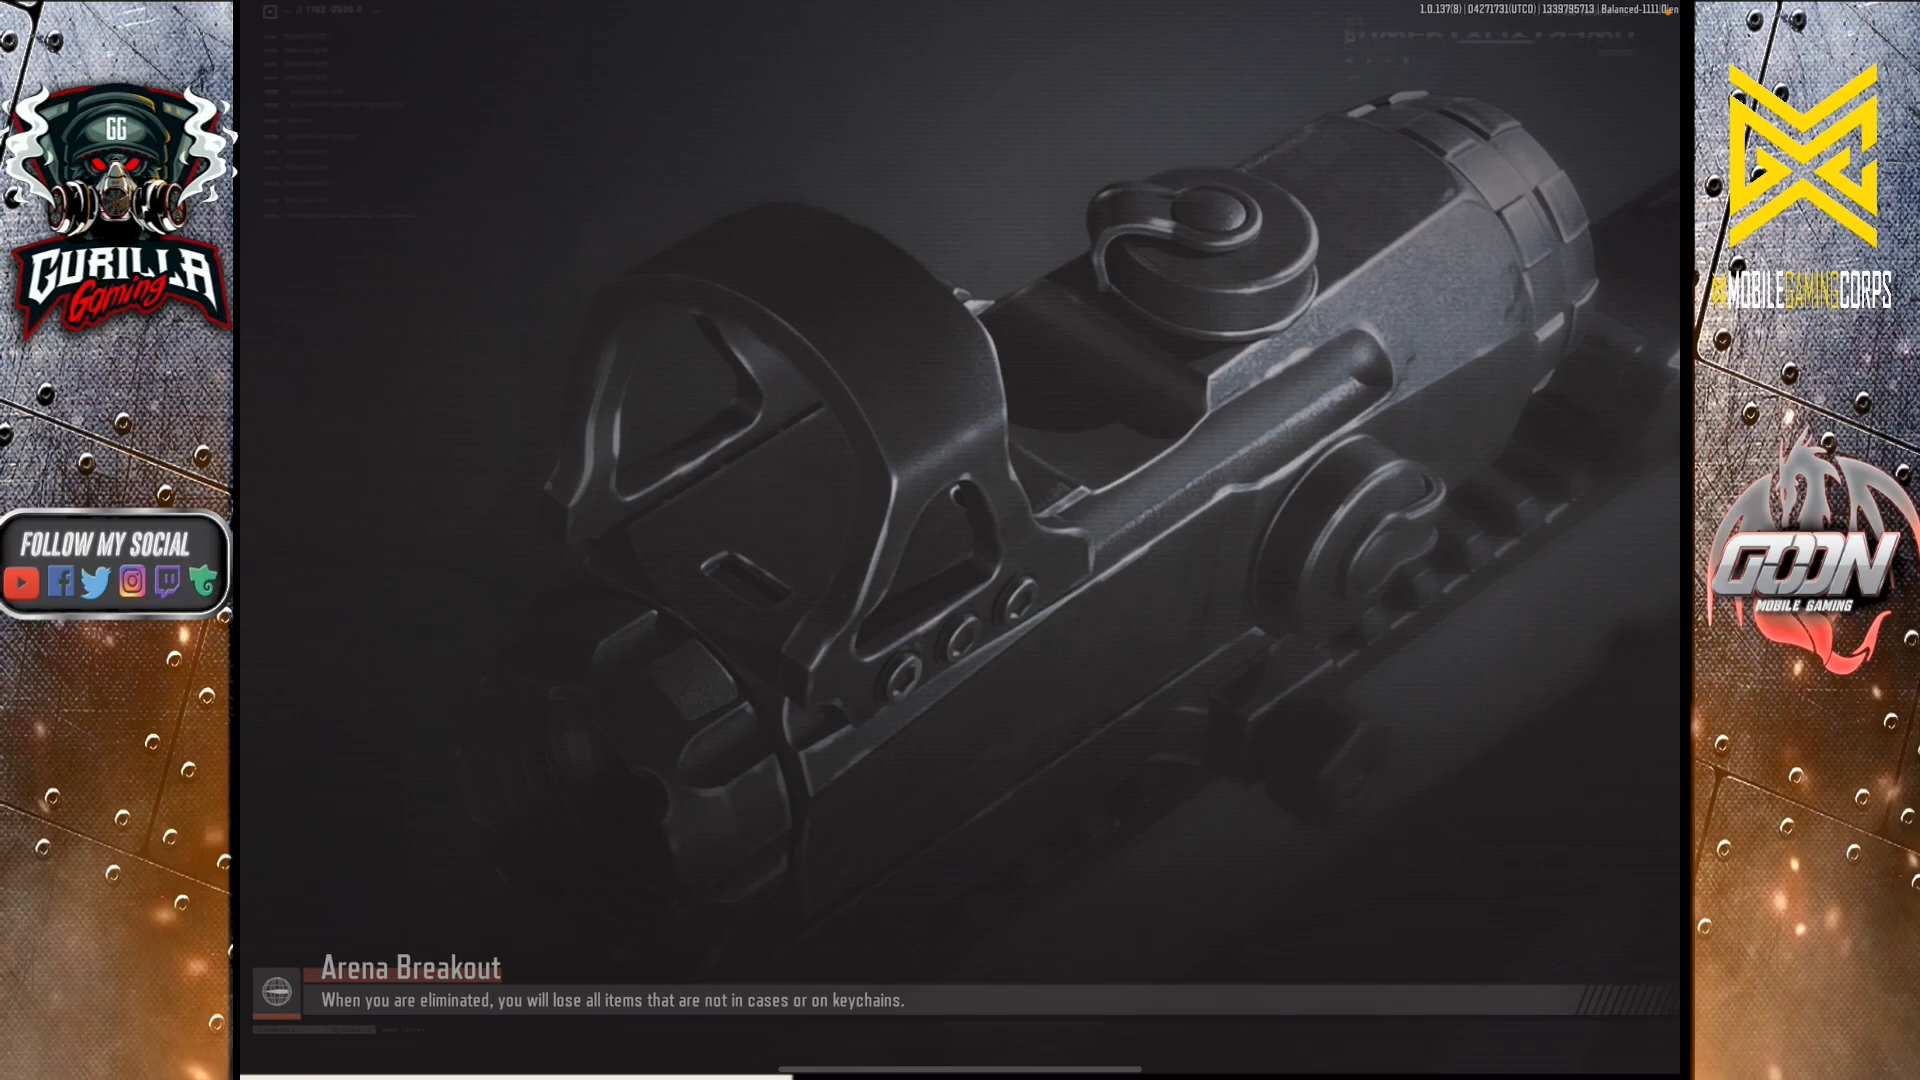 1.0.137(8) | 04271731(UTC0) | 1339795713 | Balanced-1111|0|en
GG
GURILLA
Gaming
MOBILEGAMINGCORPS
FOLLOW MY SOCIAL
GOON
MOBILE GAMING
Arena Breakout
When you are eliminated, you will lose all items that are not in cases or on keychains.